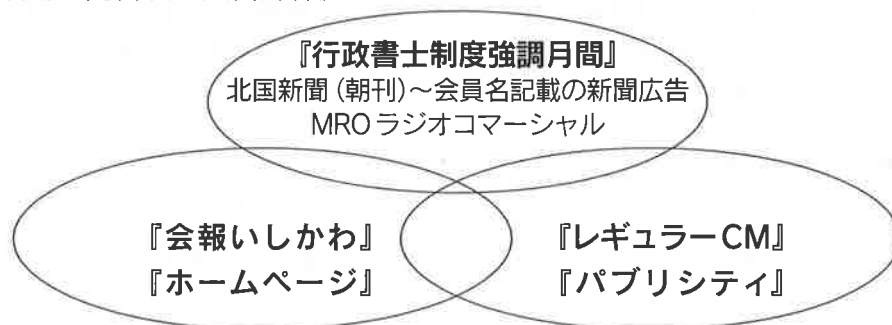 『行政書士制度強調月間』
北国新聞（朝刊）～会員名記載の新聞広告
MROラジオコマーシャル
『会報いしかわ』
『レギュラーCM』
『ホームページ』
『パブリシティ』